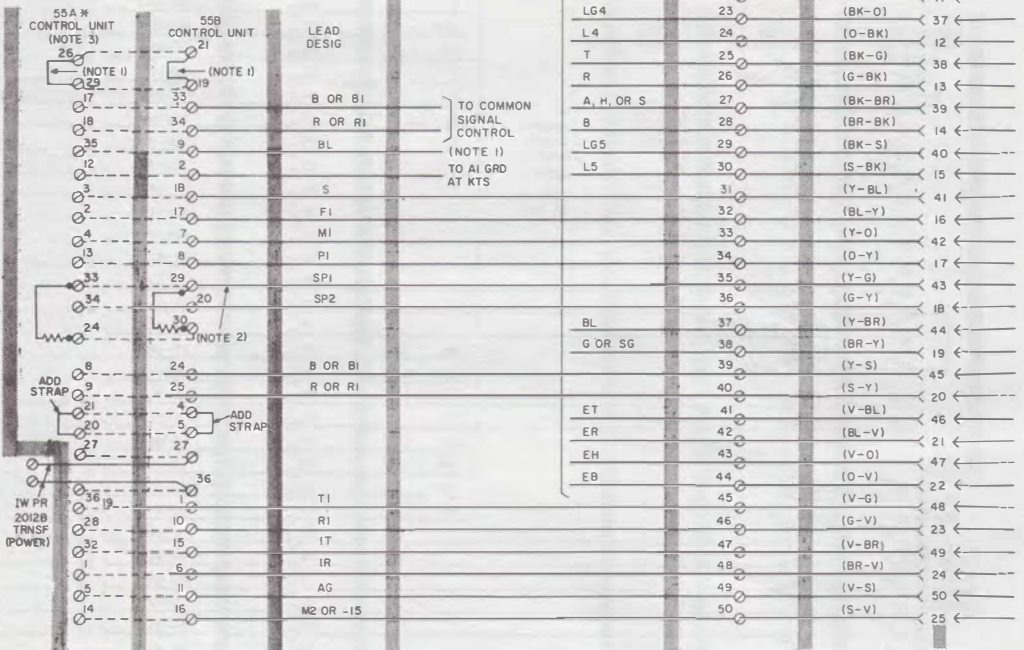 55A * CONTROL UNIT (NOTE 3)
55B CONTROL UNIT
LEAD DESIG
26 21
(NOTE 1) (NOTE 1)
29 19
17 33 B OR B1
18 34 R OR R1
TO COMMON SIGNAL CONTROL
35 9 BL (NOTE 1)
12 2 TO A1 GRD AT KTS
3 18 S
2 17 F1
4 7 M1
13 8 P1
33 29 SP1
34 20 SP2
24 30 (NOTE 2)
8 24 B OR B1
9 25 R OR R1
ADD STRAP
21 4
20 5
ADD STRAP
27 27
36
36 19 1 T1
IW PR 2012B TRNSF (POWER)
28 10 R1
32 15 1T
1 6 1R
5 11 AG
14 16 M2 OR -15
LG4 23 (BK-O) 37
L4 24 (O-BK) 12
T 25 (BK-G) 38
R 26 (G-BK) 13
A, H, OR S 27 (BK-BR) 39
B 28 (BR-BK) 14
LG5 29 (BK-S) 40
L5 30 (S-BK) 15
31 (Y-BL) 41
32 (BL-Y) 16
33 (Y-O) 42
34 (O-Y) 17
35 (Y-G) 43
36 (G-Y) 18
BL 37 (Y-BR) 44
G OR SG 38 (BR-Y) 19
39 (Y-S) 45
40 (S-Y) 20
ET 41 (V-BL) 46
ER 42 (BL-V) 21
EH 43 (V-O) 47
EB 44 (O-V) 22
45 (V-G) 48
46 (G-V) 23
47 (V-BR) 49
48 (BR-V) 24
49 (V-S) 50
50 (S-V) 25